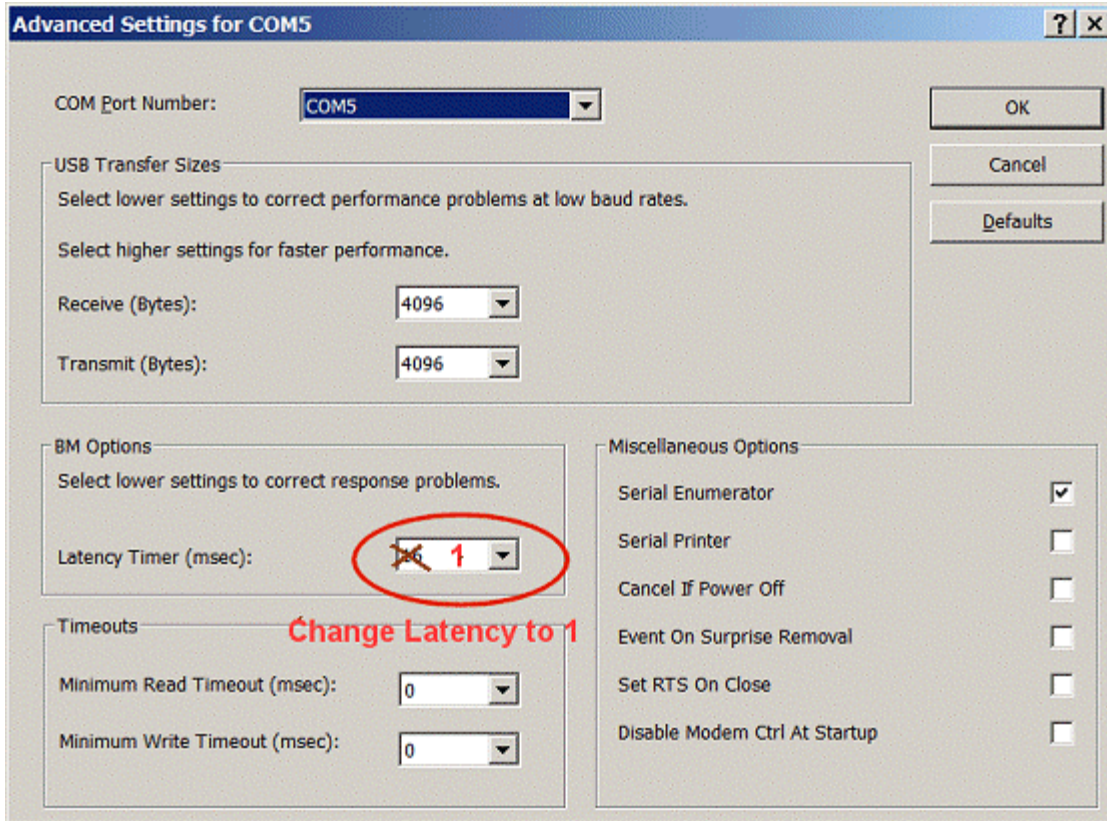 Advanced Settings for COM5
COM Port Number: COM5
OK
Cancel
Defaults
USB Transfer Sizes
Select lower settings to correct performance problems at low baud rates.
Select higher settings for faster performance.
Receive (Bytes): 4096
Transmit (Bytes): 4096
BM Options
Select lower settings to correct response problems.
Latency Timer (msec): 1
Change Latency to 1
Timeouts
Minimum Read Timeout (msec): 0
Minimum Write Timeout (msec): 0
Miscellaneous Options
Serial Enumerator
Serial Printer
Cancel If Power Off
Event On Surprise Removal
Set RTS On Close
Disable Modem Ctrl At Startup